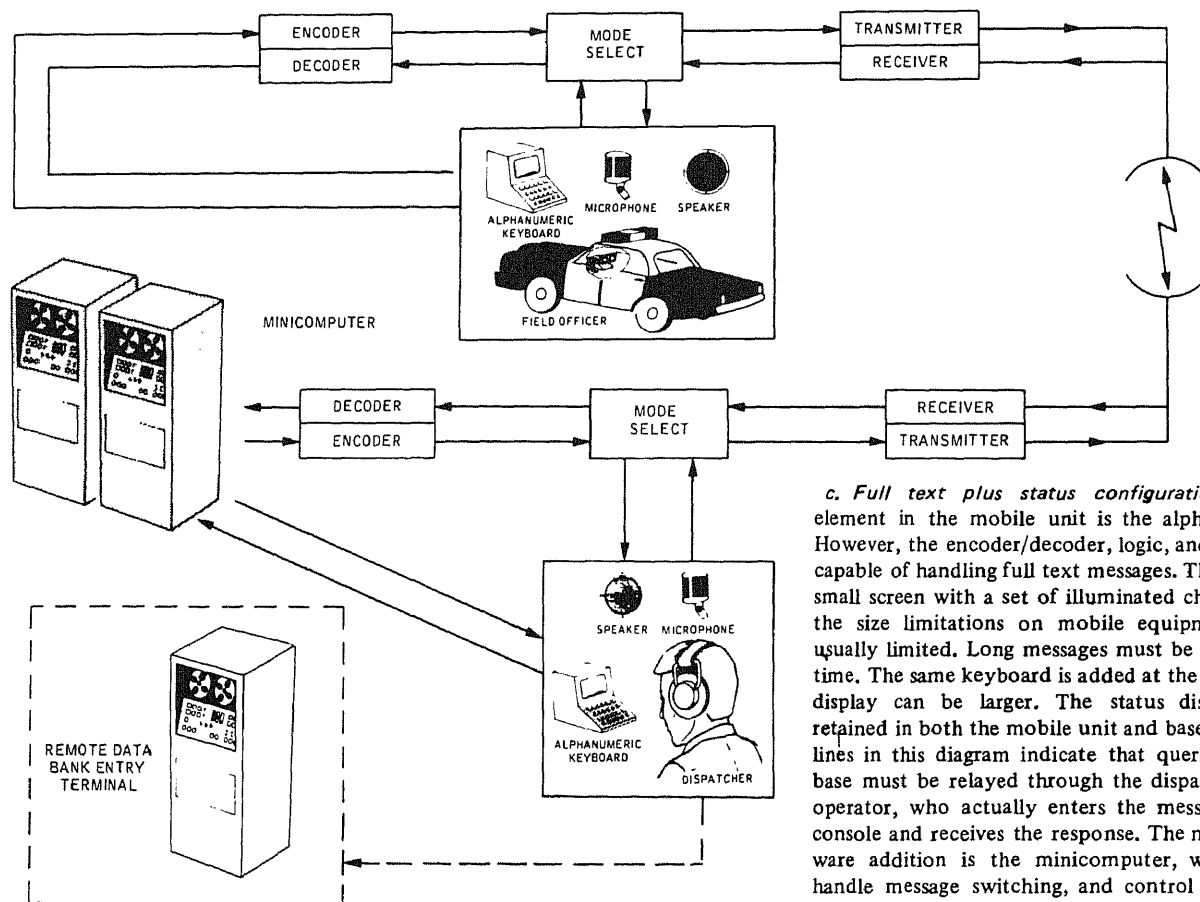 ENCODER
DECODER
MODE
SELECT
TRANSMITTER
RECEIVER
ALPHANUMERIC
KEYBOARD
MICROPHONE
SPEAKER
FIELD OFFICER
MINICOMPUTER
DECODER
ENCODER
MODE
SELECT
RECEIVER
TRANSMITTER
SPEAKER
MICROPHONE
ALPHANUMERIC
KEYBOARD
DISPATCHER
REMOTE DATA
BANK ENTRY
TERMINAL
c. Full text plus status configurati
element in the mobile unit is the alph
However, the encoder/decoder, logic, and
capable of handling full text messages. Th
small screen with a set of illuminated ch
the size limitations on mobile equipm
usually limited. Long messages must be
time. The same keyboard is added at the
display can be larger. The status dis
retained in both the mobile unit and base
lines in this diagram indicate that quer
base must be relayed through the dispa
operator, who actually enters the mess
console and receives the response. The n
ware addition is the minicomputer, w
handle message switching, and control